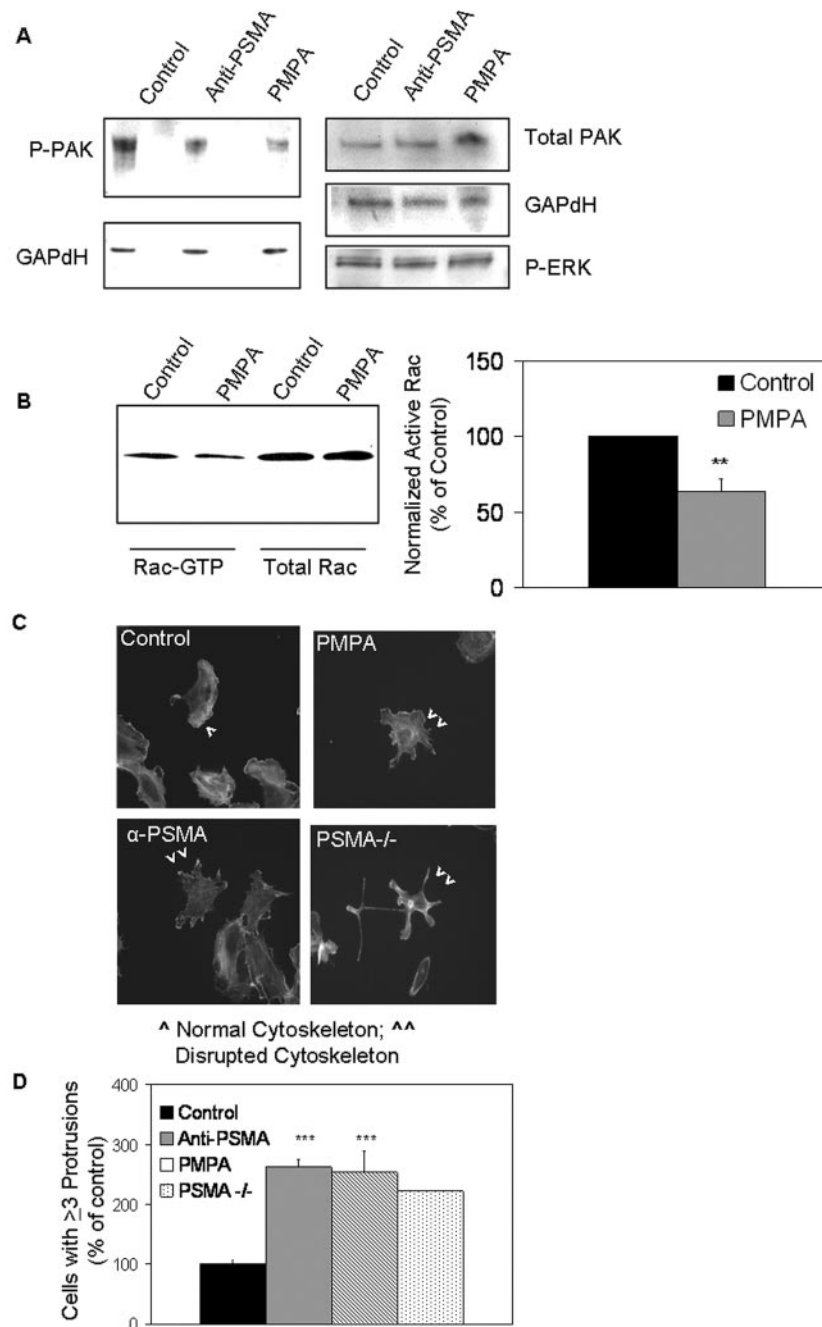 A
Control
Anti-PSMA
PMPA
Control
Anti-PSMA
PMPA
P-PAK
Total PAK
GAPdH
GAPdH
P-ERK
B
Control
PMPA
Control
PMPA
Rac-GTP
Total Rac
Normalized Active Rac
(% of Control)
150
100
50
0
Control
PMPA
**
C
Control
^
PMPA
^^
α-PSMA
^^
PSMA-/-
^^
^ Normal Cytoskeleton; ^^
Disrupted Cytoskeleton
D
Cells with ≥3 Protrusions
(% of control)
400
300
200
100
0
Control
Anti-PSMA
PMPA
PSMA -/-
***
***